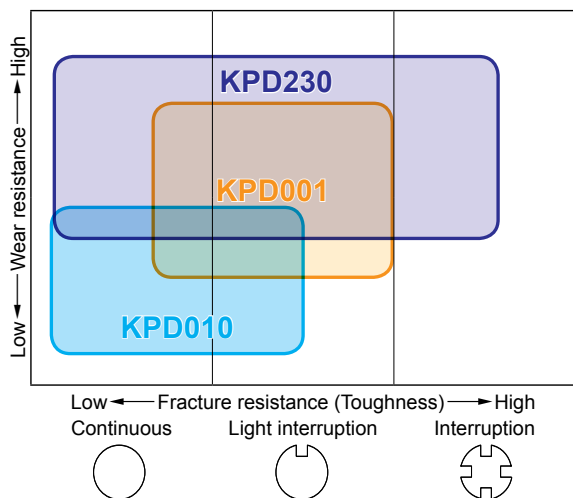 High
Wear resistance
Low
KPD230
KPD001
KPD010
Low Fracture resistance (Toughness) High
Continuous Light interruption Interruption